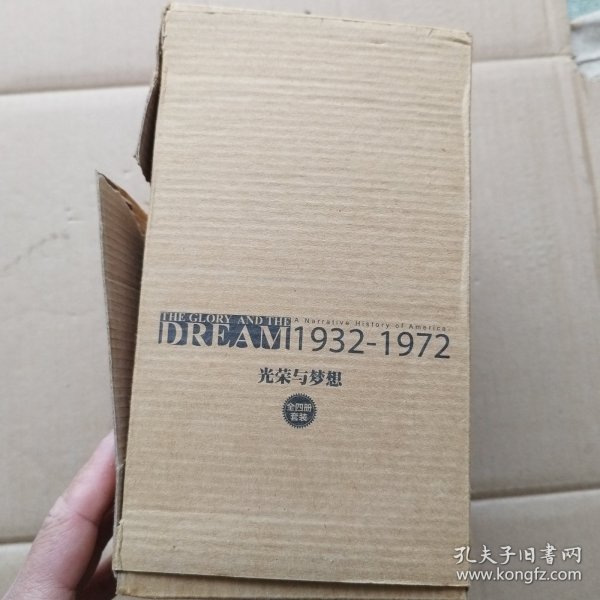 THE GLORY AND THE
A Narrative History of America.
DREAM 1932-1972
光荣与梦想
全四册
套装
孔夫子旧书网
www.kongfz.com